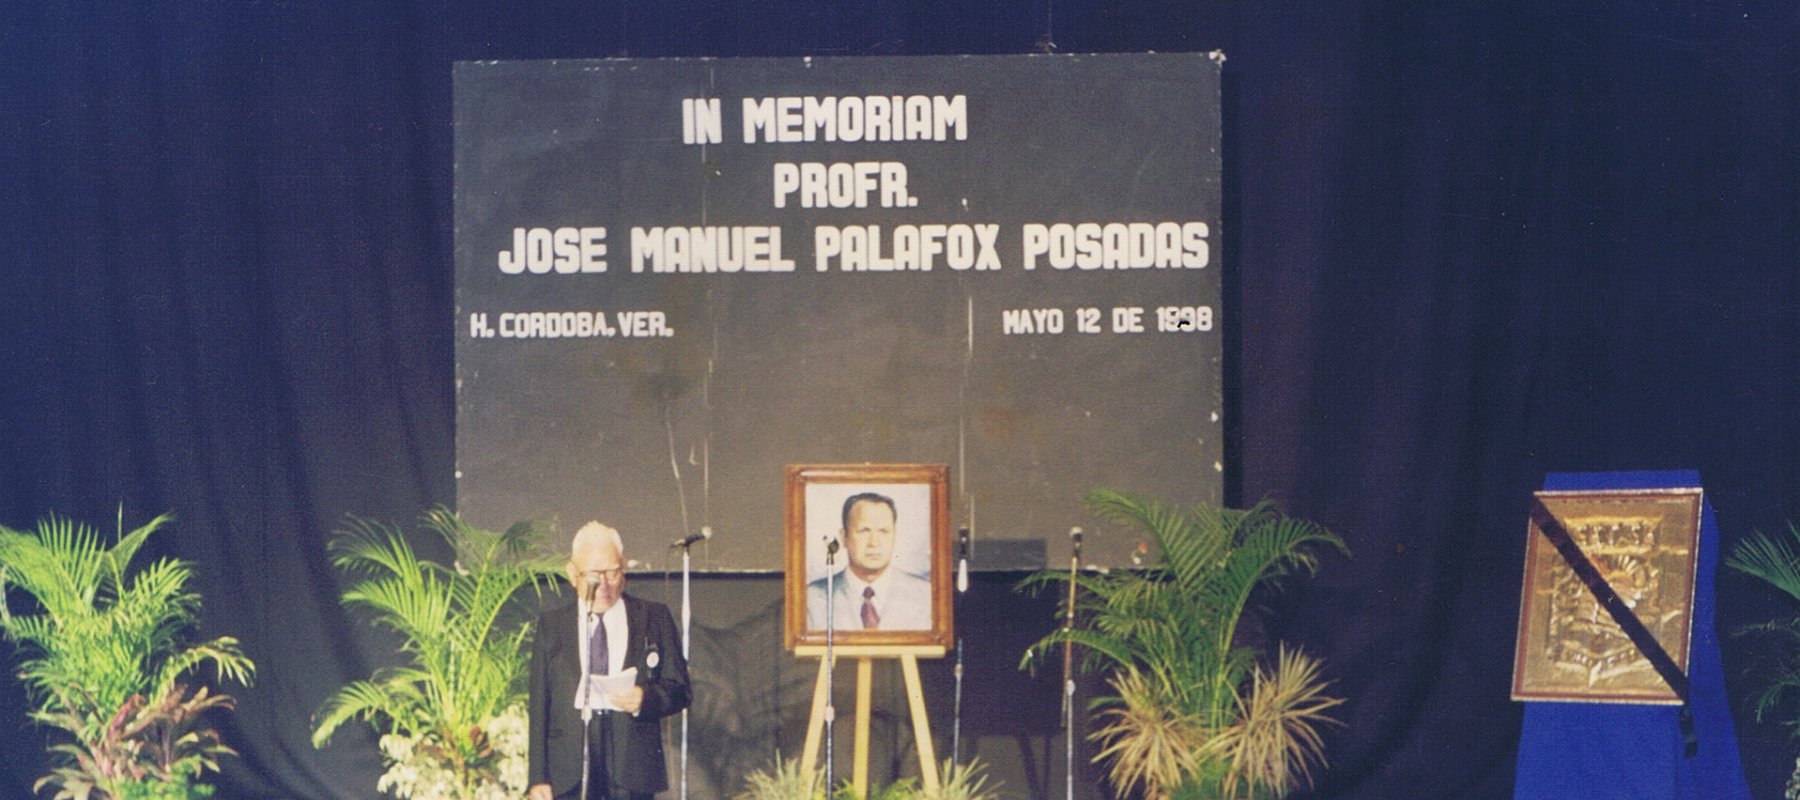 IN MEMORIAM
PROFR.
JOSE MANUEL PALAFOX POSADAS
H. CORDOBA, VER.
MAYO 12 DE 1998